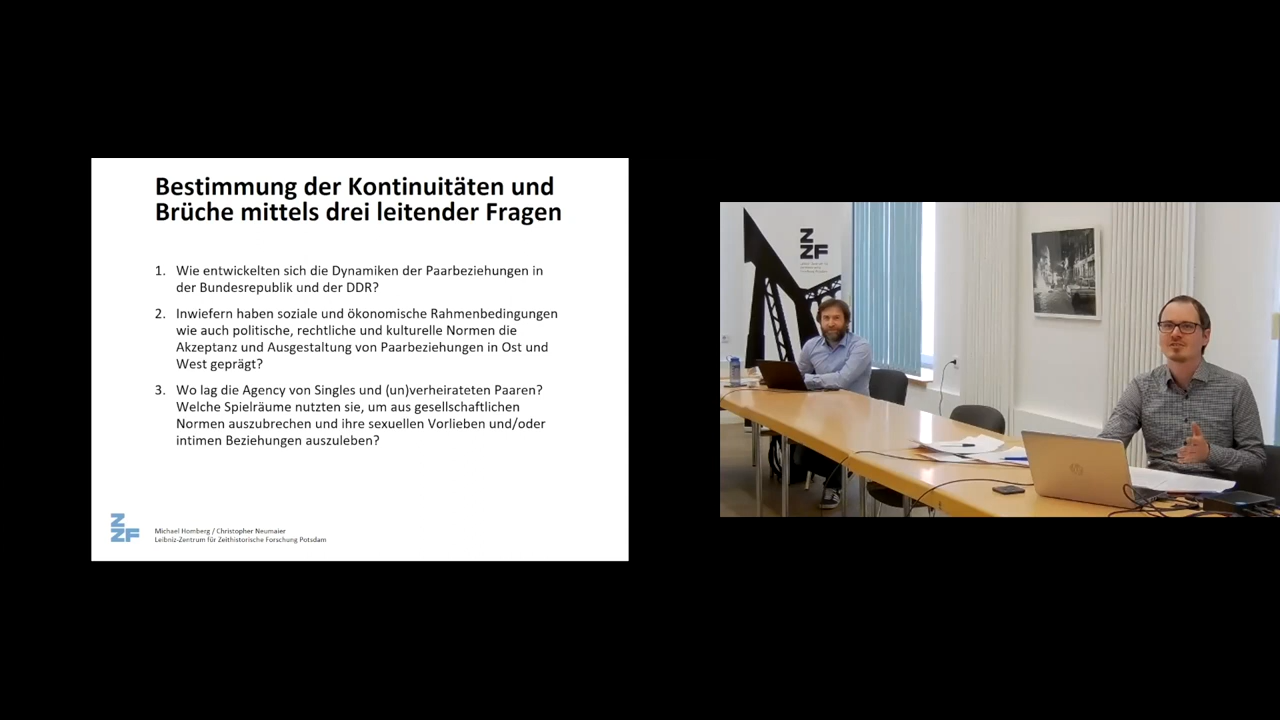 Bestimmung der Kontinuitäten und
Brüche mittels drei leitender Fragen
1. Wie entwickelten sich die Dynamiken der Paarbeziehungen in
der Bundesrepublik und der DDR?
2. Inwiefern haben soziale und ökonomische Rahmenbedingungen
wie auch politische, rechtliche und kulturelle Normen die
Akzeptanz und Ausgestaltung von Paarbeziehungen in Ost und
West geprägt?
3. Wo lag die Agency von Singles und (un)verheirateten Paaren?
Welche Spielräume nutzten sie, um aus gesellschaftlichen
Normen auszubrechen und ihre sexuellen Vorlieben und/oder
intimen Beziehungen auszuleben?
Z
ZF
Michael Homberg / Christopher Neumaier
Leibniz-Zentrum für Zeithistorische Forschung Potsdam
Z
ZF
hp